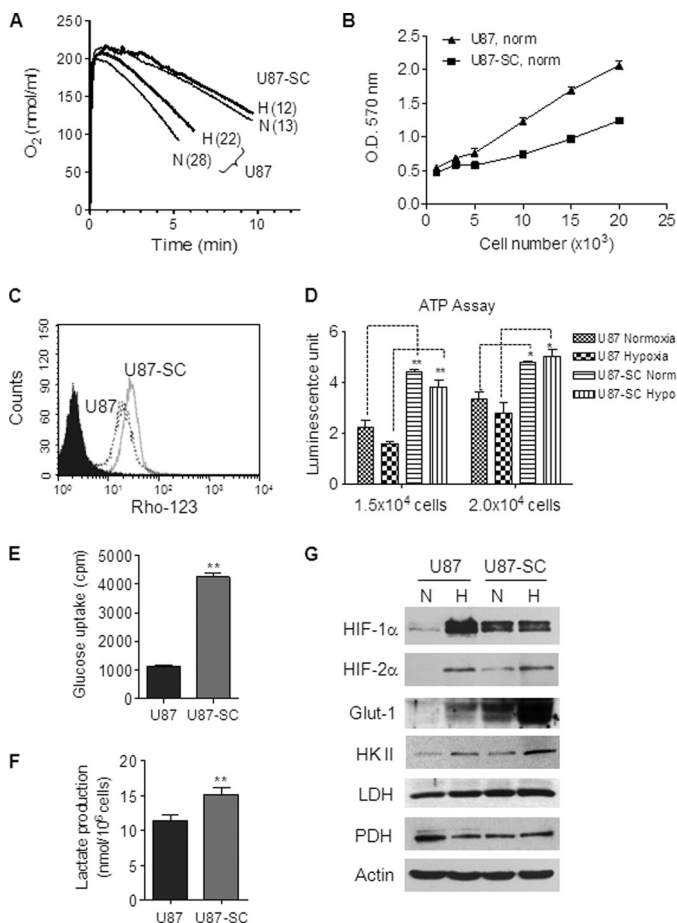 A
O2 (nmol/ml)
250
200
150
100
50
0
0
5
10
Time (min)
U87-SC
H (12)
N (13)
H (22)
N (28)
U87
B
U87, norm
U87-SC, norm
O.D. 570 nm
2.5
2.0
1.5
1.0
0.5
0.0
0
5
10
15
20
25
Cell number (x10³)
C
Counts
150
120
90
60
30
0
U87-SC
U87
10⁰
10¹
10²
10³
10⁴
Rho-123
D
ATP Assay
Luminescentce unit
6
4
2
**
**
*
*
1.5x10⁴ cells
2.0x10⁴ cells
U87 Normoxia
U87 Hypoxia
U87-SC Norm
U87-SC Hypo
E
Glucose uptake (cpm)
5000
4000
3000
2000
1000
0
**
U87
U87-SC
F
Lactate production
(nmol/10⁶ cells)
20
15
10
5
0
**
U87
U87-SC
G
U87
U87-SC
N
H
N
H
HIF-1α
HIF-2α
Glut-1
HK II
LDH
PDH
Actin